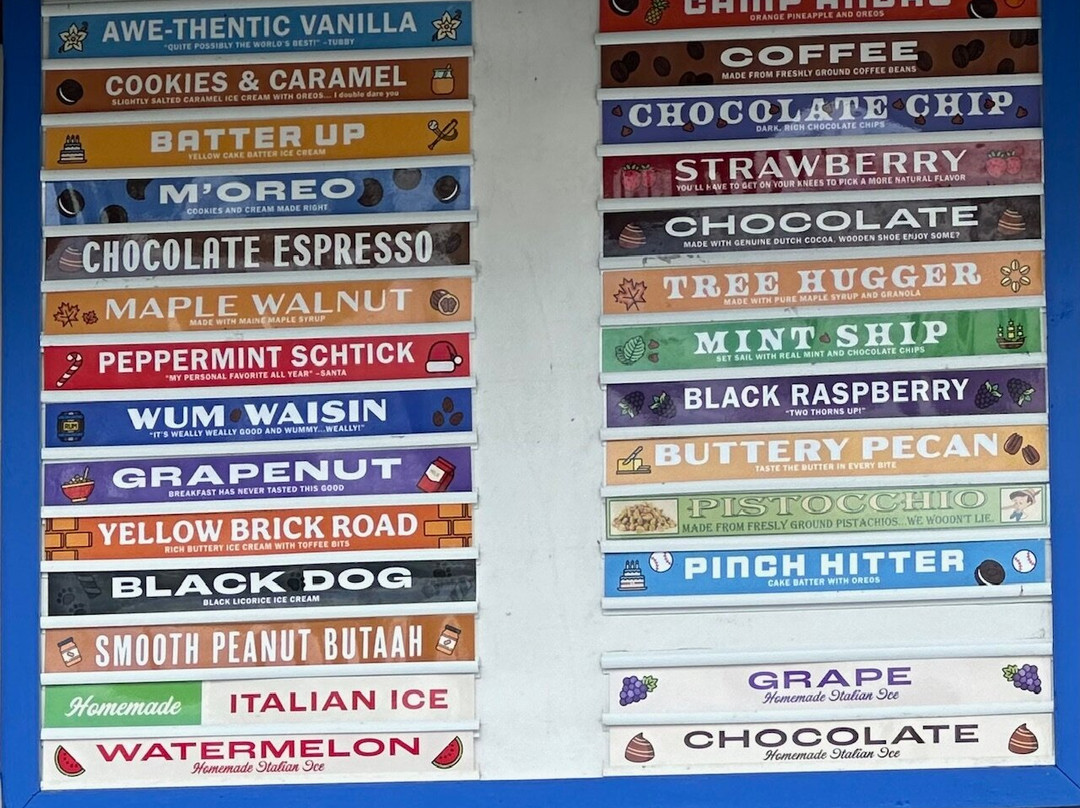 AWE-THENTIC VANILLA
"QUITE POSSIBLY THE WORLD'S BEST!" -TUBBY
COOKIES & CARAMEL
SLIGHTLY SALTED CARAMEL ICE CREAM WITH OREOS... I double dare you
BATTER UP
YELLOW CAKE BATTER ICE CREAM
M'OREO
COOKIES AND CREAM MADE RIGHT
CHOCOLATE ESPRESSO
MAPLE WALNUT
MADE WITH MAINE MAPLE SYRUP
PEPPERMINT SCHTICK
"MY PERSONAL FAVORITE ALL YEAR" -SANTA
WUM WAISIN
"IT'S WEALLY WEALLY GOOD AND WUMMY...WEALLY!"
GRAPENUT
BREAKFAST HAS NEVER TASTED THIS GOOD
YELLOW BRICK ROAD
RICH BUTTERY ICE CREAM WITH TOFFEE BITS
BLACK DOG
BLACK LICORICE ICE CREAM
SMOOTH PEANUT BUTAAH
Homemade ITALIAN ICE
WATERMELON
Homemade Italian Ice
CAMP ANDRO
ORANGE PINEAPPLE AND OREOS
COFFEE
MADE FROM FRESHLY GROUND COFFEE BEANS
CHOCOLATE CHIP
DARK, RICH CHOCOLATE CHIPS
STRAWBERRY
YOU'LL HAVE TO GET ON YOUR KNEES TO PICK A MORE NATURAL FLAVOR
CHOCOLATE
MADE WITH GENUINE DUTCH COCOA, WOODEN SHOE ENJOY SOME?
TREE HUGGER
MADE WITH PURE MAPLE SYRUP AND GRANOLA
MINT SHIP
SET SAIL WITH REAL MINT AND CHOCOLATE CHIPS
BLACK RASPBERRY
"TWO THORNS UP!"
BUTTERY PECAN
TASTE THE BUTTER IN EVERY BITE
PISTOCCHIO
MADE FROM FRESLY GROUND PISTACHIOS...WE WOODN'T LIE.
PINCH HITTER
CAKE BATTER WITH OREOS
GRAPE
Homemade Italian Ice
CHOCOLATE
Homemade Italian Ice